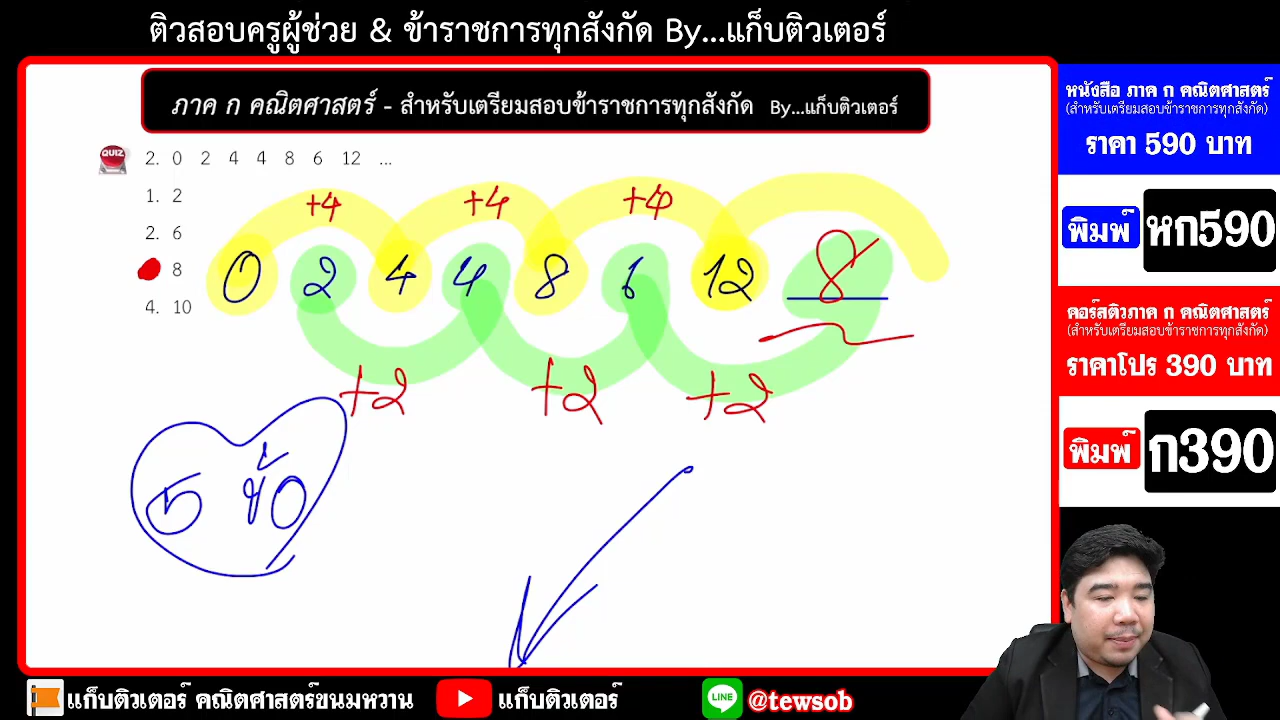 ติวสอบครูผู้ช่วย & ข้าราชการทุกสังกัด By...แก็บติวเตอร์
ภาค ก คณิตศาสตร์ - สำหรับเตรียมสอบข้าราชการทุกสังกัด By...แก็บติวเตอร์
QUIZ 2. 0 2 4 4 8 6 12 ...
1. 2
2. 6
8
4. 10
+4 +4 +4
0 2 4 4 8 6 12 8
+2 +2 +2
5 ข้อ
หนังสือ ภาค ก คณิตศาสตร์
(สำหรับเตรียมสอบข้าราชการทุกสังกัด)
ราคา 590 บาท
พิมพ์ หก590
คอร์สติวภาค ก คณิตศาสตร์
(สำหรับเตรียมสอบข้าราชการทุกสังกัด)
ราคาโปร 390 บาท
พิมพ์ ก390
แก็บติวเตอร์ คณิตศาสตร์ขนมหวาน แก็บติวเตอร์ LINE @tewsob